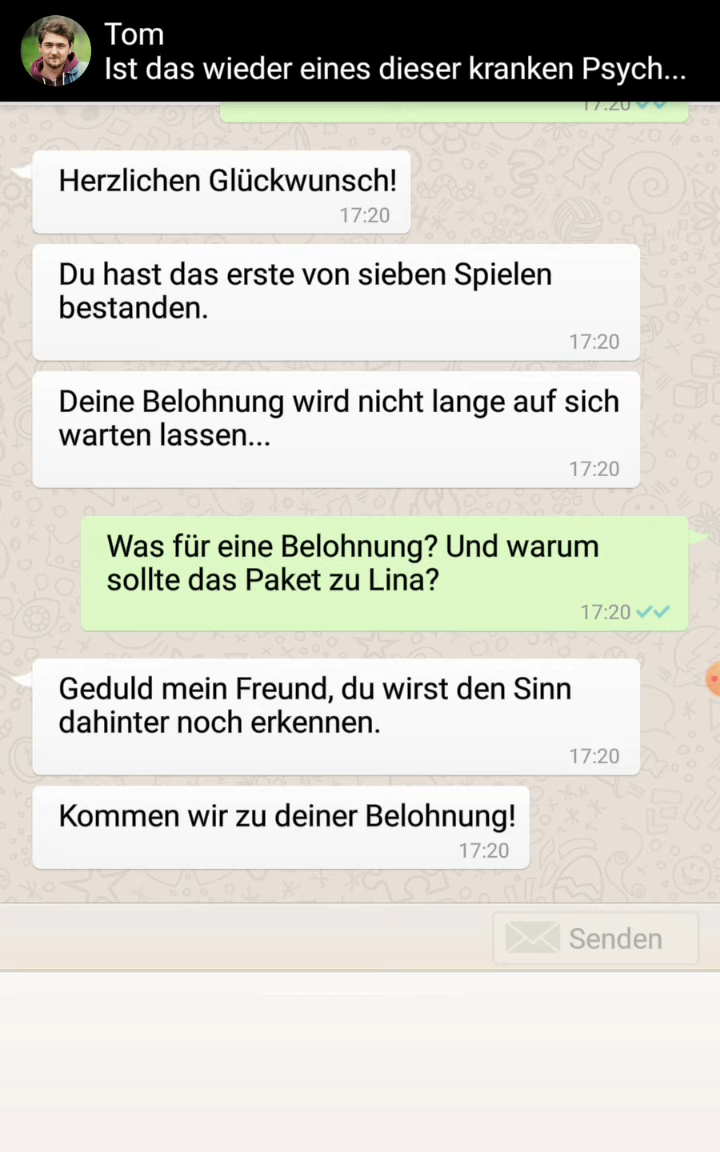 Tom
Ist das wieder eines dieser kranken Psych...
17:20
Herzlichen Glückwunsch!
17:20
Du hast das erste von sieben Spielen
bestanden.
17:20
Deine Belohnung wird nicht lange auf sich
warten lassen...
17:20
Was für eine Belohnung? Und warum
sollte das Paket zu Lina?
17:20
Geduld mein Freund, du wirst den Sinn
dahinter noch erkennen.
17:20
Kommen wir zu deiner Belohnung!
17:20
Senden